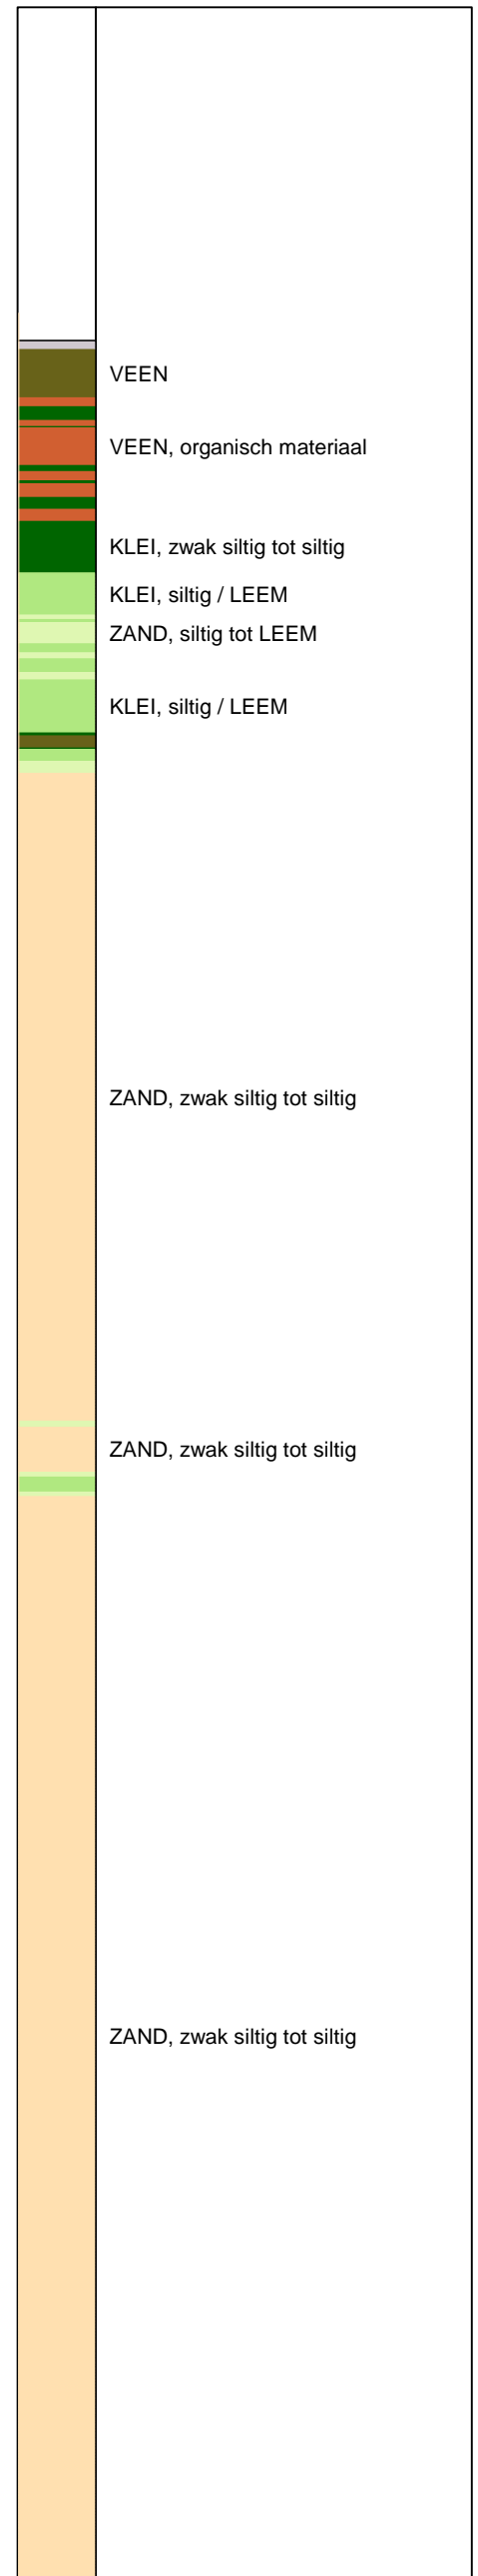 VEEN
VEEN, organisch materiaal
KLEI, zwak siltig tot siltig
KLEI, siltig / LEEM
ZAND, siltig tot LEEM
KLEI, siltig / LEEM
ZAND, zwak siltig tot siltig
ZAND, zwak siltig tot siltig
ZAND, zwak siltig tot siltig